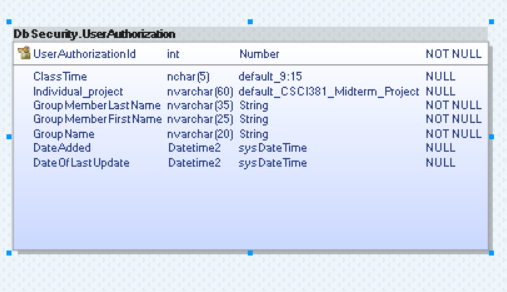 DbSecurity.UserAuthorization
UserAuthorizationId int Number NOT NULL
ClassTime nchar(5) default_9:15 NULL
Individual_project nvarchar(60) default_CSCI381_Midterm_Project NULL
GroupMemberLastName nvarchar(35) String NOT NULL
GroupMemberFirstName nvarchar(25) String NOT NULL
GroupName nvarchar(20) String NOT NULL
DateAdded Datetime2 sysDateTime NULL
DateOfLastUpdate Datetime2 sysDateTime NULL